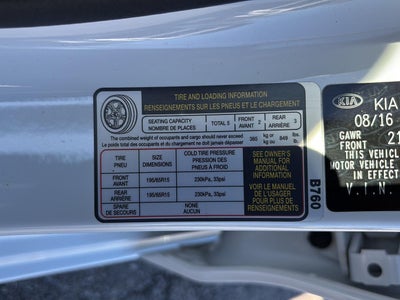 TIRE AND LOADING INFORMATION
RENSEIGNEMENTS SUR LES PNEUS ET LE CHARGEMENT
SEATING CAPACITY
NOMBRE DE PLACES
TOTAL 5
FRONT
AVANT 2
REAR
ARRIÈRE 3
The combined weight of occupants and cargo should never exceed
Le poids total des occupants et du chargement ne doit jamais dépasser
385 kg or
kg ou
849 lbs.
lb.
TIRE
PNEU
SIZE
DIMENSIONS
COLD TIRE PRESSURE
PRESSION DES
PNEUS À FROID
FRONT
AVANT
195/65R15
230kPa, 33psi
REAR
ARRIÈRE
195/65R15
230kPa, 33psi
SPARE
DE SECOURS
NONE
AUCUN
SEE OWNER'S
MANUAL FOR
ADDITIONAL
INFORMATION
VOIR LE MANUEL
DE L'USAGER
POUR PLUS DE
RENSEIGNEMENTS
B760
KIA
KIA
08/16
GAWR
FRONT
21
THIS VEHICL
MOTOR VEHICLE
IN EFFECT
V.I.N.